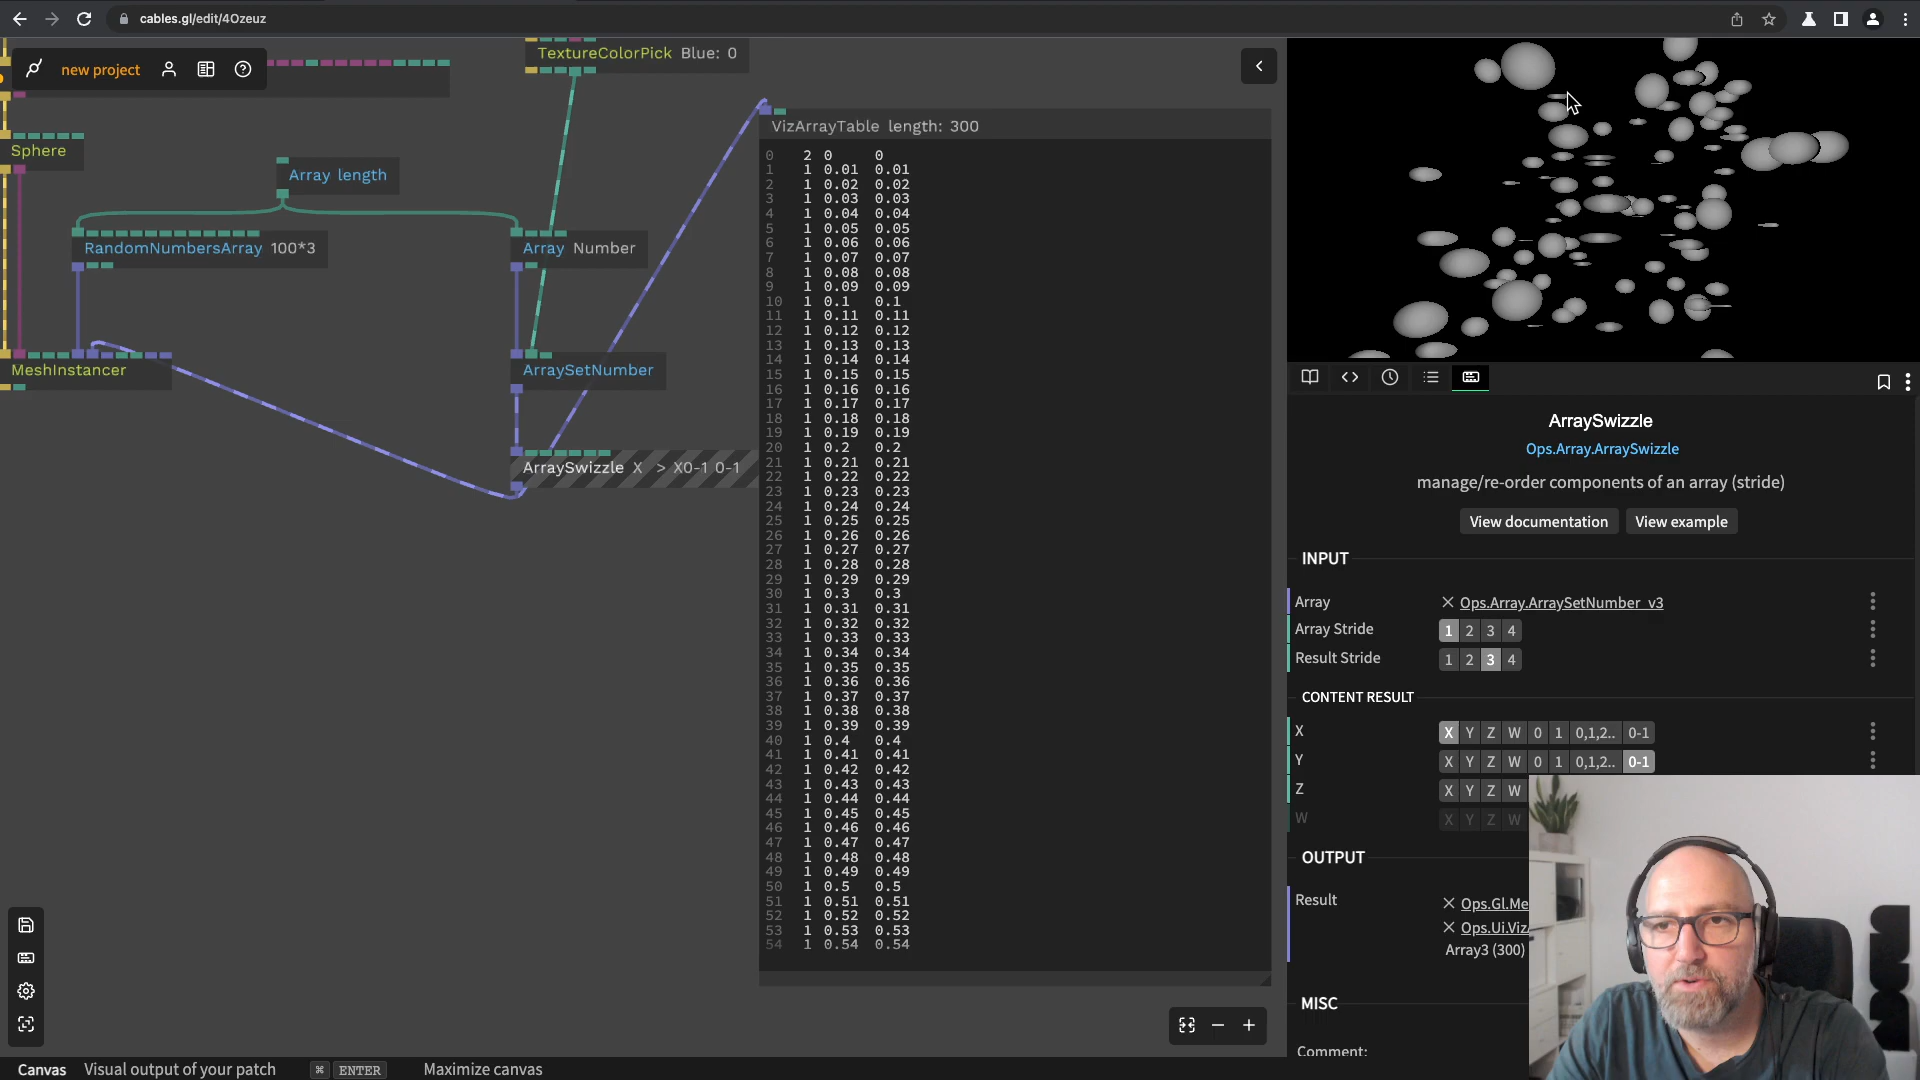 cables.gl/edit/4Ozeuz
new project
TextureColorPick Blue: 0
Sphere
Array length
RandomNumbersArray 100*3
Array Number
MeshInstancer
ArraySetNumber
ArraySwizzle X > X0-1 0-1
VizArrayTable length: 300
0 2 0 0
1 1 0.01 0.01
2 1 0.02 0.02
3 1 0.03 0.03
4 1 0.04 0.04
5 1 0.05 0.05
6 1 0.06 0.06
7 1 0.07 0.07
8 1 0.08 0.08
9 1 0.09 0.09
10 1 0.1 0.1
11 1 0.11 0.11
12 1 0.12 0.12
13 1 0.13 0.13
14 1 0.14 0.14
15 1 0.15 0.15
16 1 0.16 0.16
17 1 0.17 0.17
18 1 0.18 0.18
19 1 0.19 0.19
20 1 0.2 0.2
21 1 0.21 0.21
22 1 0.22 0.22
23 1 0.23 0.23
24 1 0.24 0.24
25 1 0.25 0.25
26 1 0.26 0.26
27 1 0.27 0.27
28 1 0.28 0.28
29 1 0.29 0.29
30 1 0.3 0.3
31 1 0.31 0.31
32 1 0.32 0.32
33 1 0.33 0.33
34 1 0.34 0.34
35 1 0.35 0.35
36 1 0.36 0.36
37 1 0.37 0.37
38 1 0.38 0.38
39 1 0.39 0.39
40 1 0.4 0.4
41 1 0.41 0.41
42 1 0.42 0.42
43 1 0.43 0.43
44 1 0.44 0.44
45 1 0.45 0.45
46 1 0.46 0.46
47 1 0.47 0.47
48 1 0.48 0.48
49 1 0.49 0.49
50 1 0.5 0.5
51 1 0.51 0.51
52 1 0.52 0.52
53 1 0.53 0.53
54 1 0.54 0.54
ArraySwizzle
Ops.Array.ArraySwizzle
manage/re-order components of an array (stride)
View documentation View example
INPUT
Array Ops.Array.ArraySetNumber_v3
Array Stride 1 2 3 4
Result Stride 1 2 3 4
CONTENT RESULT
X X Y Z W 0 1 0,1,2.. 0-1
Y X Y Z W 0 1 0,1,2.. 0-1
Z X Y Z W
W X Y Z W
OUTPUT
Result Ops.Gl.Me
Ops.Ui.Viz
Array3 (300)
MISC
Comment:
Canvas Visual output of your patch ⌘ ENTER Maximize canvas